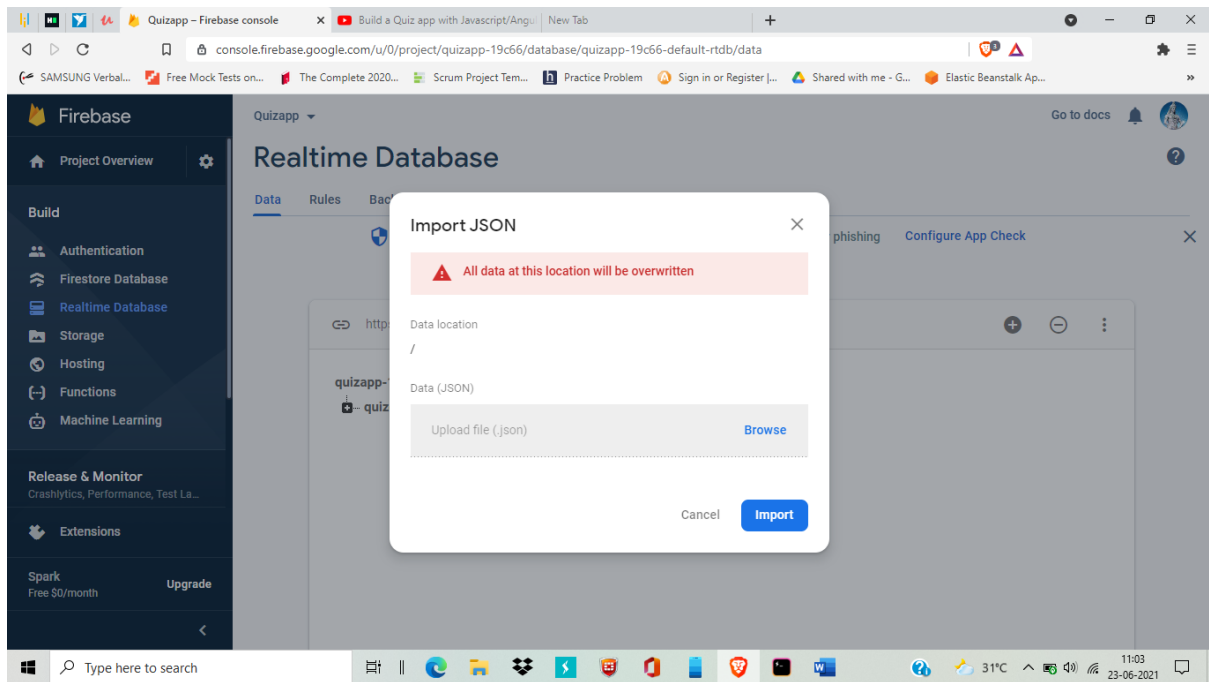 Quizapp – Firebase console
Build a Quiz app with Javascript/Angu
New Tab
console.firebase.google.com/u/0/project/quizapp-19c66/database/quizapp-19c66-default-rtdb/data
SAMSUNG Verbal...
Free Mock Tests on...
The Complete 2020...
Scrum Project Tem...
Practice Problem
Sign in or Register |...
Shared with me - G...
Elastic Beanstalk Ap...
Firebase
Quizapp
Go to docs
Project Overview
Realtime Database
Data
Rules
Bac
Build
Import JSON
phishing
Configure App Check
Authentication
All data at this location will be overwritten
Firestore Database
Realtime Database
Storage
http
Data location
/
Hosting
Functions
quizapp-
Data (JSON)
quiz
Machine Learning
Upload file (.json)
Browse
Release & Monitor
Crashlytics, Performance, Test La...
Cancel
Import
Extensions
Spark
Free $0/month
Upgrade
Type here to search
31°C
11:03
23-06-2021